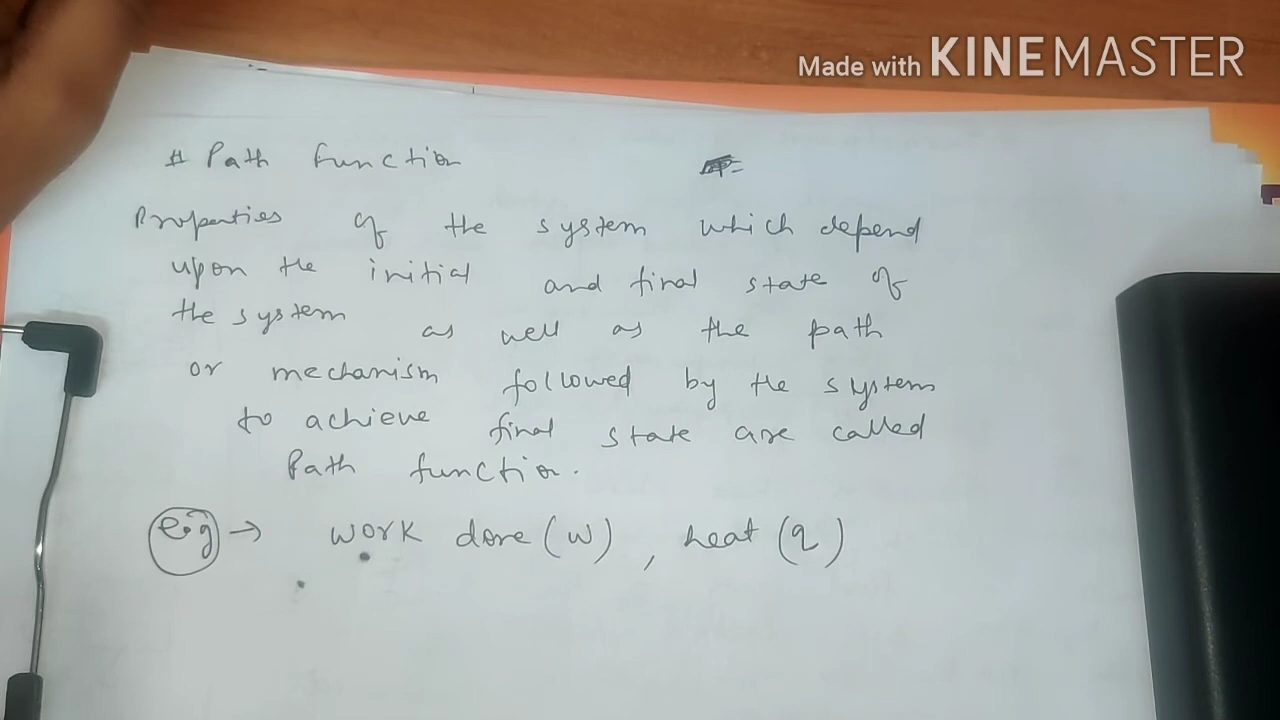 Made with KINEMASTER
# Path function
Properties of the system which depend
upon the initial and final state of
the system as well as the path
or mechanism followed by the system
to achieve final state are called
Path function.
e.g → work done (w), heat (q)